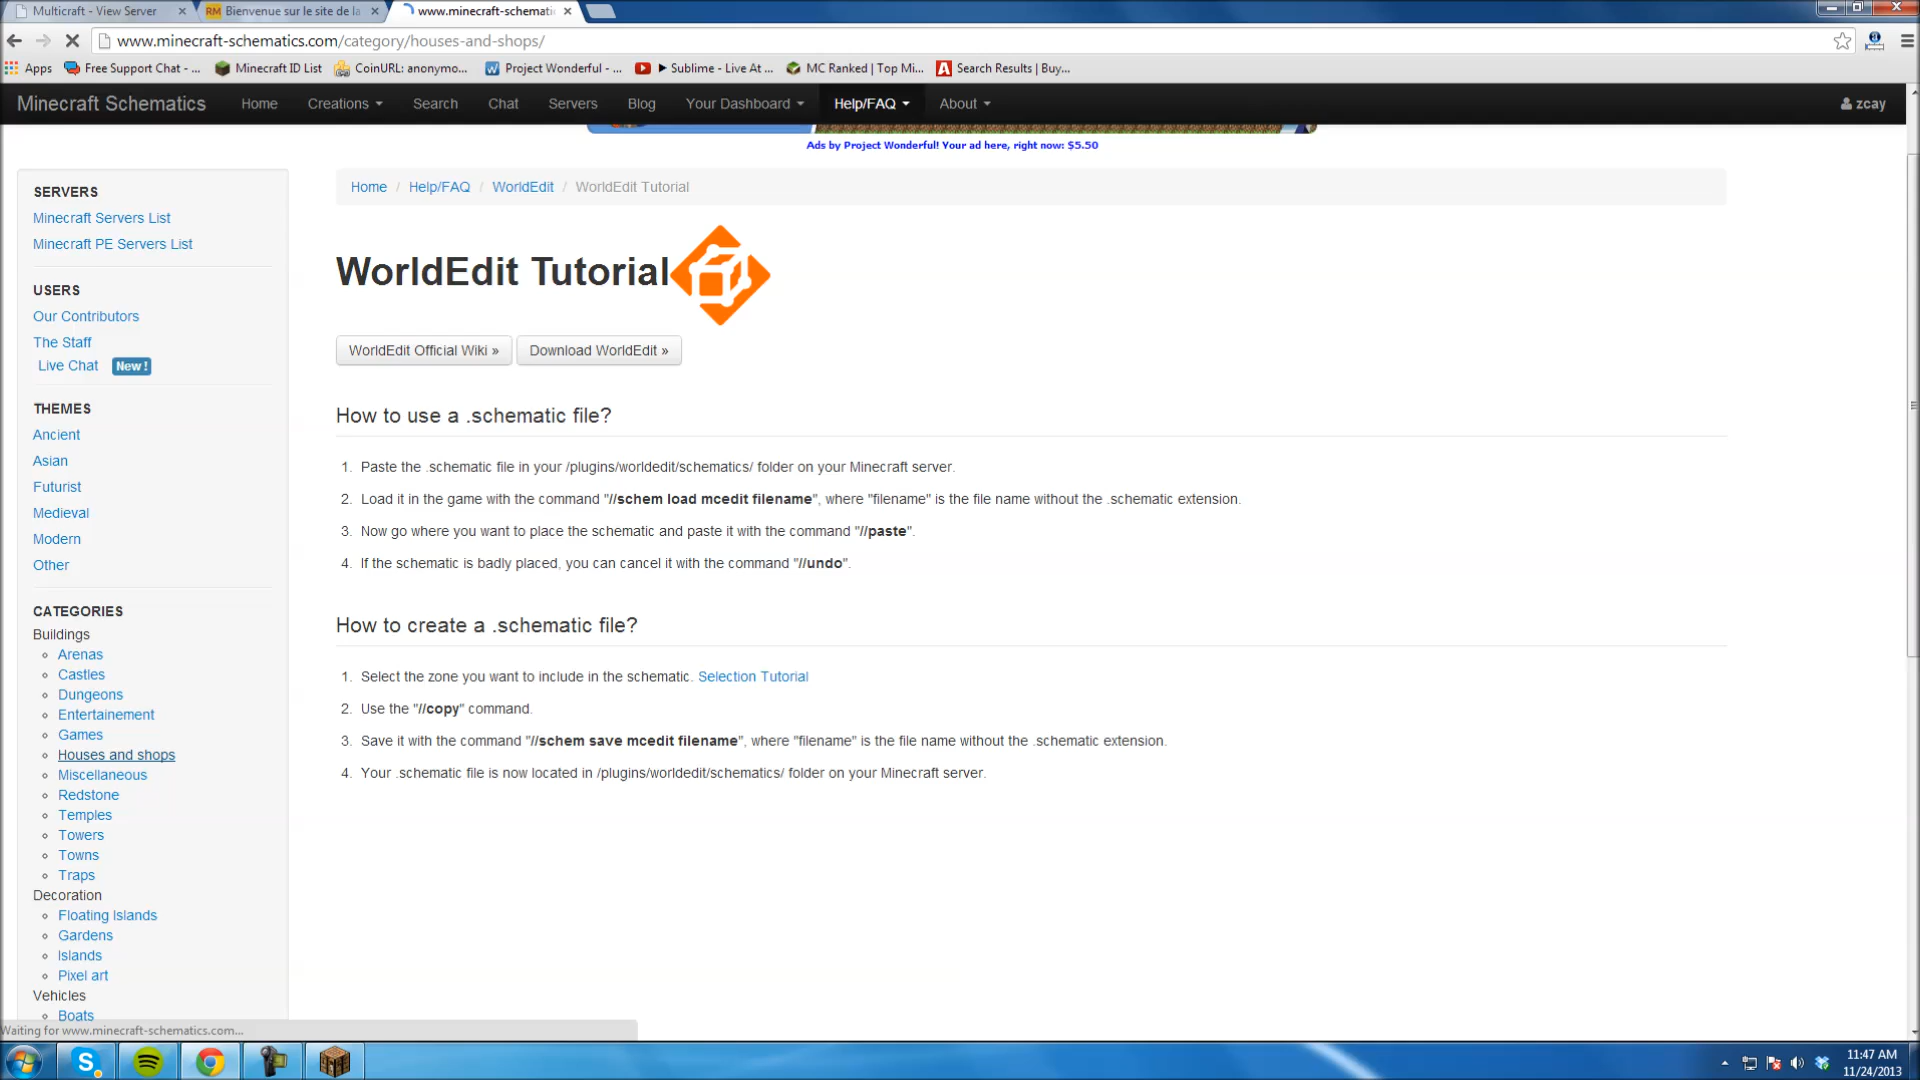 Multicraft - View Server
Bienvenue sur le site de la
www.minecraft-schemati
www.minecraft-schematics.com/category/houses-and-shops/
Apps
Free Support Chat - ...
Minecraft ID List
CoinURL: anonymo...
Project Wonderful - ...
► Sublime - Live At ...
MC Ranked | Top Mi...
Search Results | Buy...
Minecraft Schematics
Home
Creations
Search
Chat
Servers
Blog
Your Dashboard
Help/FAQ
About
zcay
Ads by Project Wonderful! Your ad here, right now: $5.50
SERVERS
Minecraft Servers List
Minecraft PE Servers List
USERS
Our Contributors
The Staff
Live Chat New !
THEMES
Ancient
Asian
Futurist
Medieval
Modern
Other
CATEGORIES
Buildings
Arenas
Castles
Dungeons
Entertainement
Games
Houses and shops
Miscellaneous
Redstone
Temples
Towers
Towns
Traps
Decoration
Floating Islands
Gardens
Islands
Pixel art
Vehicles
Boats
Home / Help/FAQ / WorldEdit / WorldEdit Tutorial
WorldEdit Tutorial
WorldEdit Official Wiki »
Download WorldEdit »
How to use a .schematic file?
1. Paste the .schematic file in your /plugins/worldedit/schematics/ folder on your Minecraft server.
2. Load it in the game with the command "//schem load mcedit filename", where "filename" is the file name without the .schematic extension.
3. Now go where you want to place the schematic and paste it with the command "//paste".
4. If the schematic is badly placed, you can cancel it with the command "//undo".
How to create a .schematic file?
1. Select the zone you want to include in the schematic. Selection Tutorial
2. Use the "//copy" command.
3. Save it with the command "//schem save mcedit filename", where "filename" is the file name without the .schematic extension.
4. Your .schematic file is now located in /plugins/worldedit/schematics/ folder on your Minecraft server.
Waiting for www.minecraft-schematics.com...
11:47 AM
11/24/2013